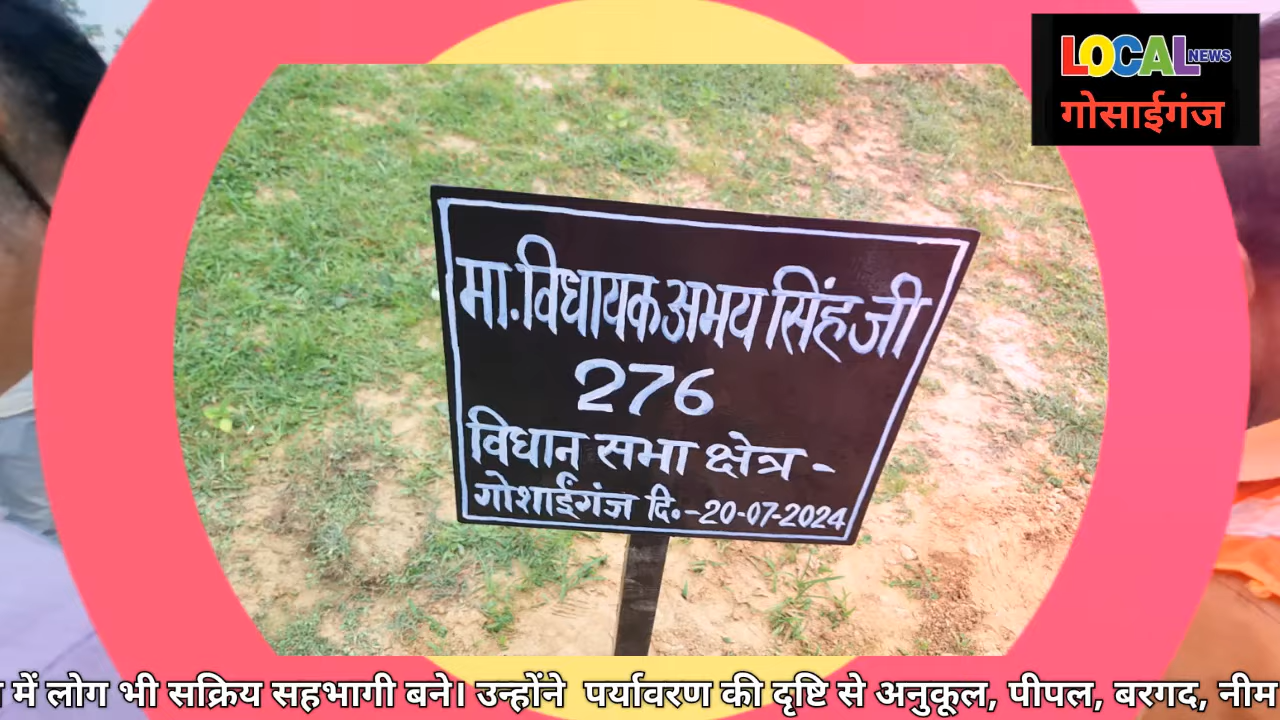 LOCAL NEWS
गोसाईगंज
मा.विधायक अभय सिंह जी
276
विधान सभा क्षेत्र -
गोशाईगंज दि०-20-07-2024
में लोग भी सक्रिय सहभागी बने। उन्होंने पर्यावरण की दृष्टि से अनुकूल, पीपल, बरगद, नीम